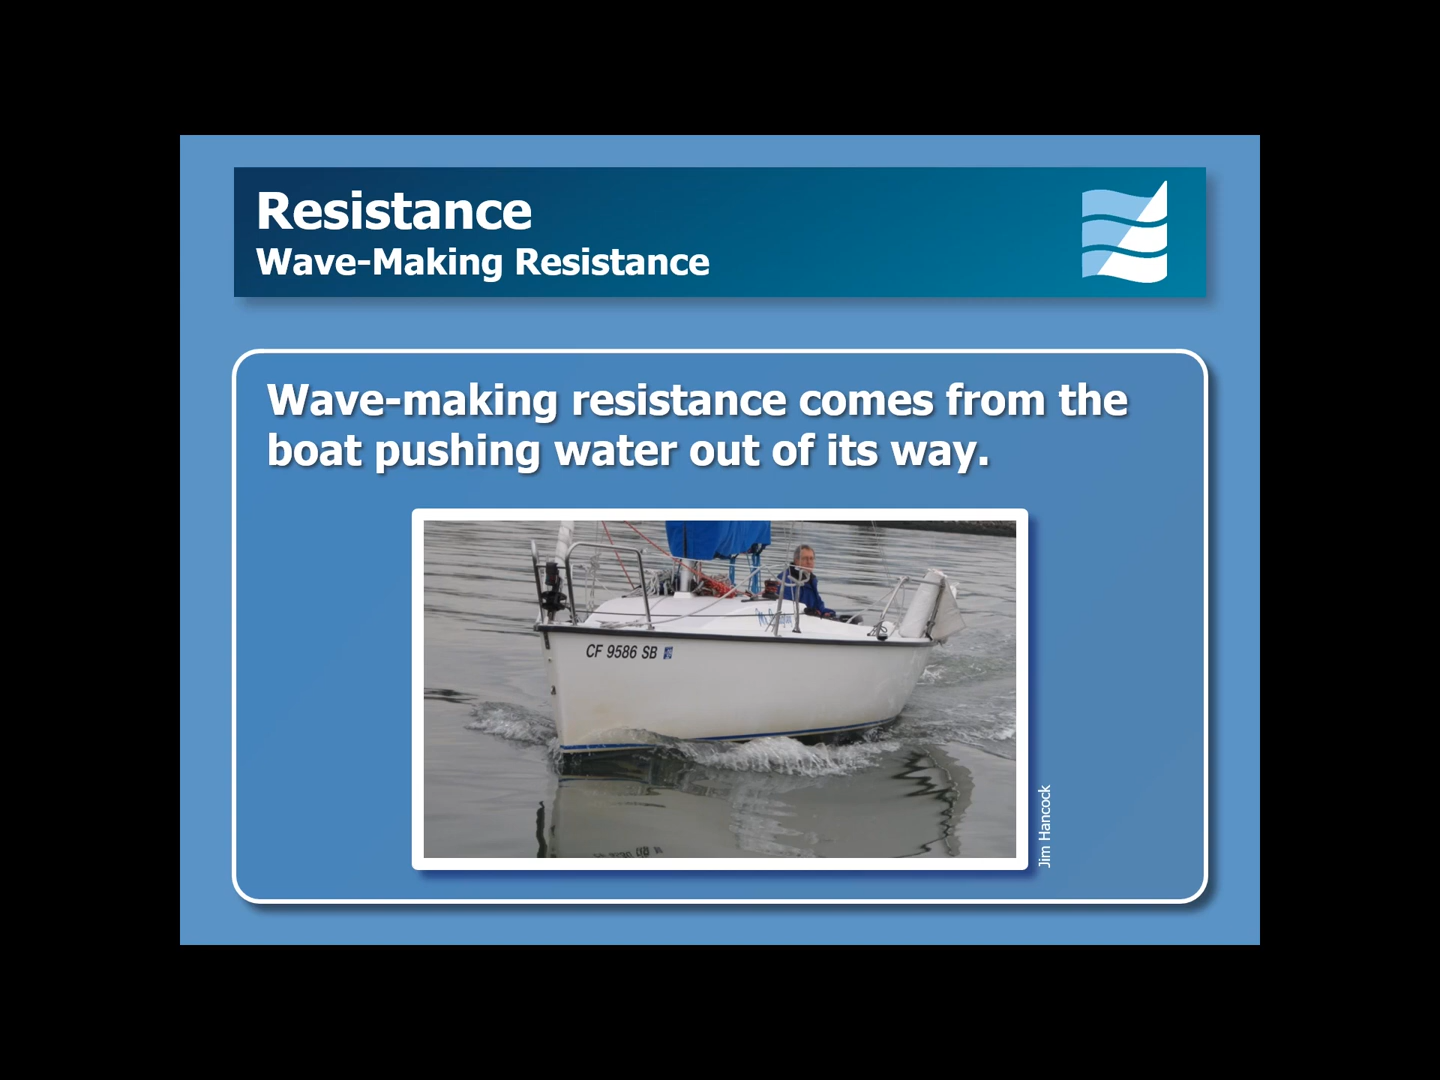 Resistance
Wave-Making Resistance
Wave-making resistance comes from the
boat pushing water out of its way.
CF 9586 SB
Jim Hancock